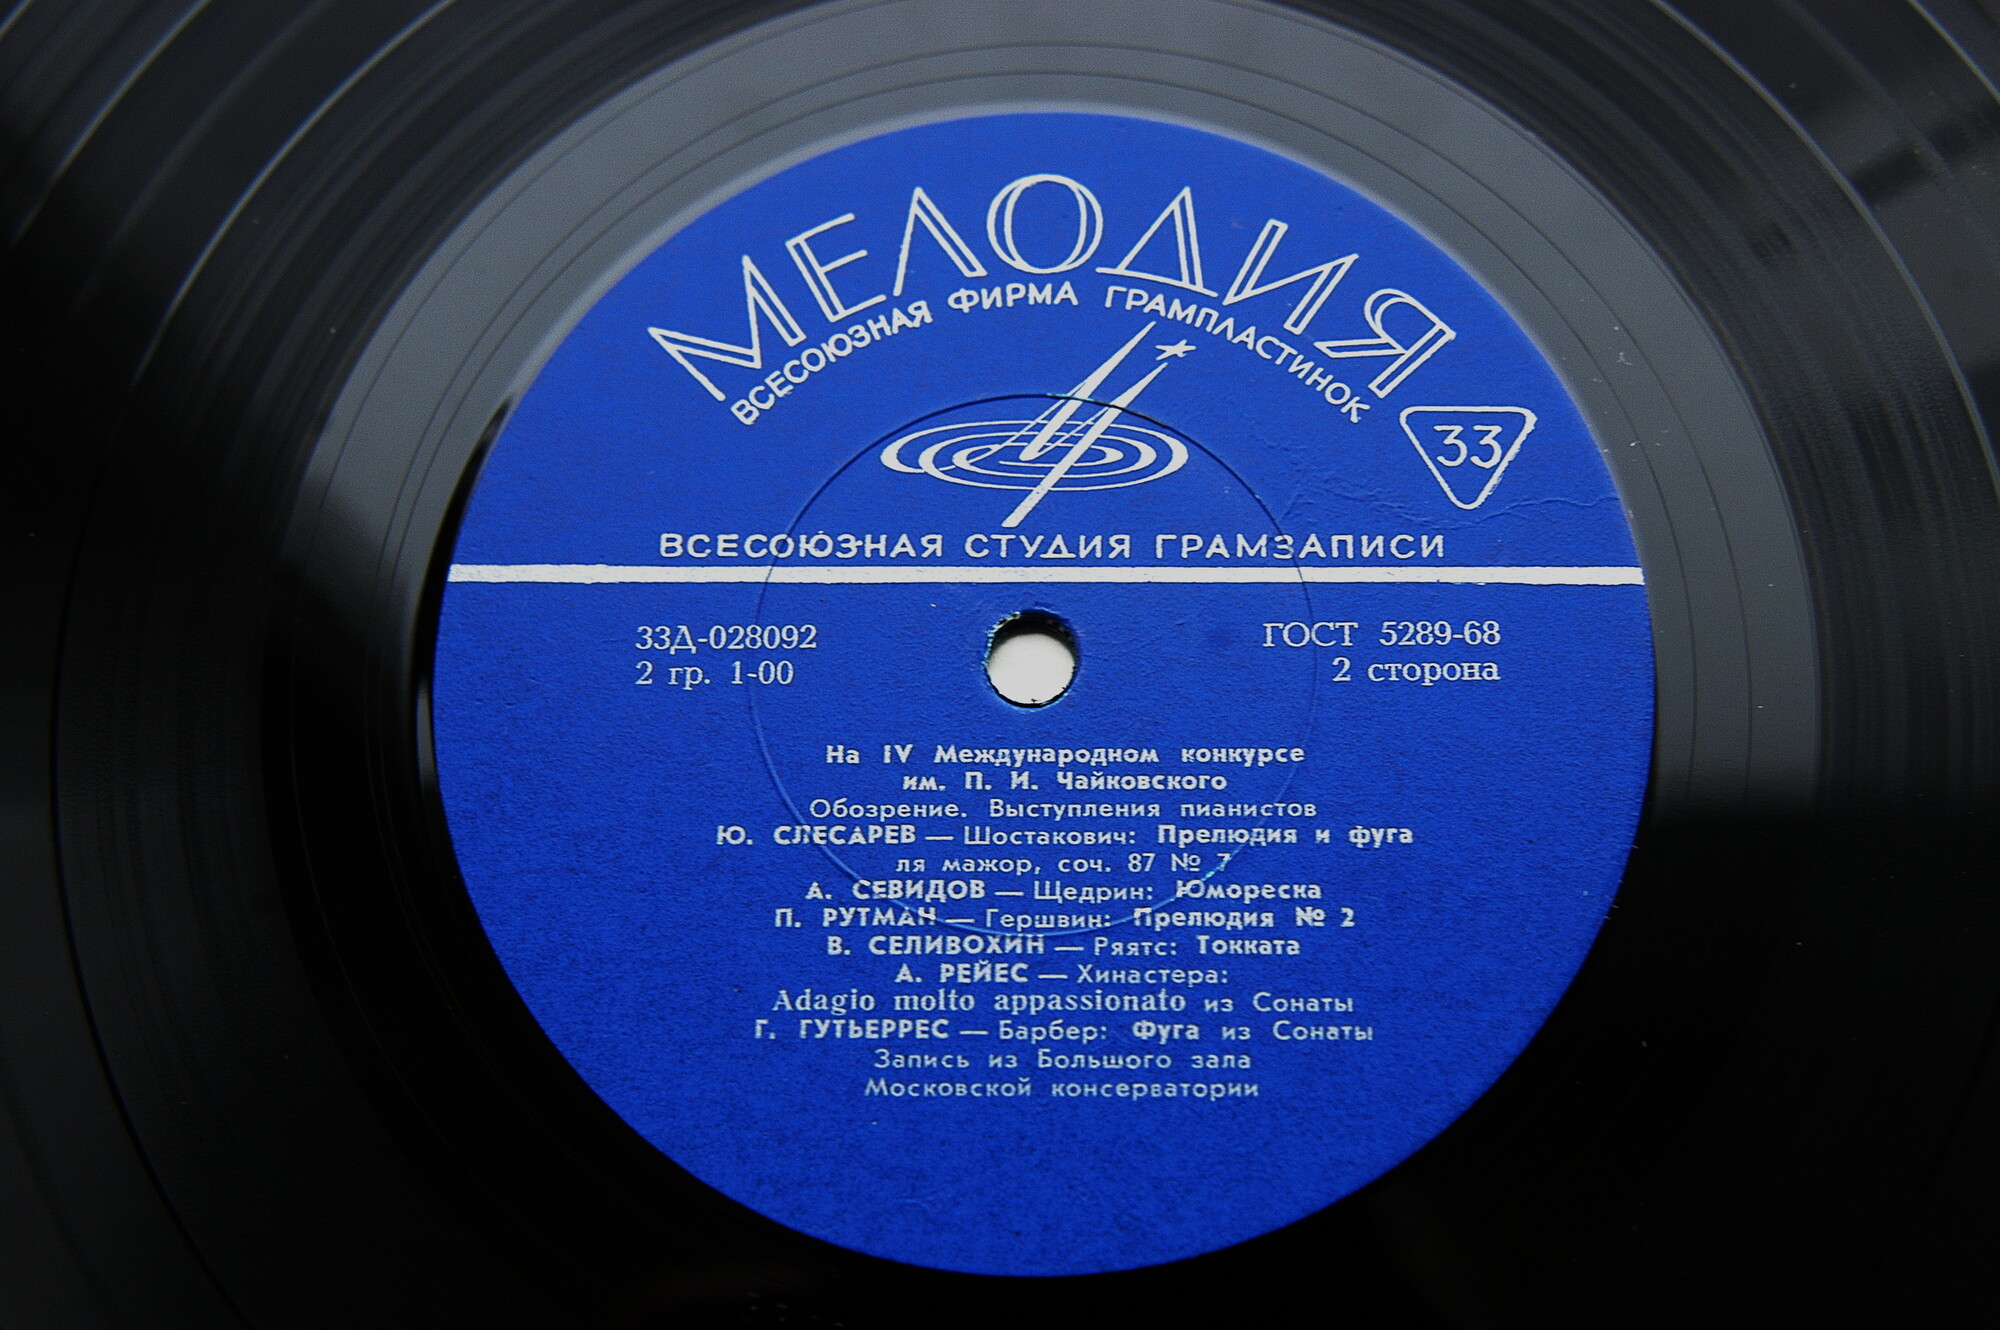 МЕЛОДИЯ
ВСЕСОЮЗНАЯ ФИРМА ГРАМПЛАСТИНОК
33
ВСЕСОЮЗНАЯ СТУДИЯ ГРАМЗАПИСИ
33Д-028092
ГОСТ 5289-68
2 гр. 1-00
2 сторона
На IV Международном конкурсе
им. П. И. Чайковского
Обозрение. Выступления пианистов
Ю. СЛЕСАРЕВ — Шостакович: Прелюдия и фуга
ля мажор, соч. 87 № 7
А. СЕВИДОВ — Щедрин: Юмореска
П. РУТМАН — Гершвин: Прелюдия № 2
В. СЕЛИВОХИН — Ряятс: Токката
А. РЕЙЕС — Хинастера:
Adagio molto appassionato из Сонаты
Г. ГУТЬЕРРЕС — Барбер: Фуга из Сонаты
Запись из Большого зала
Московской консерватории